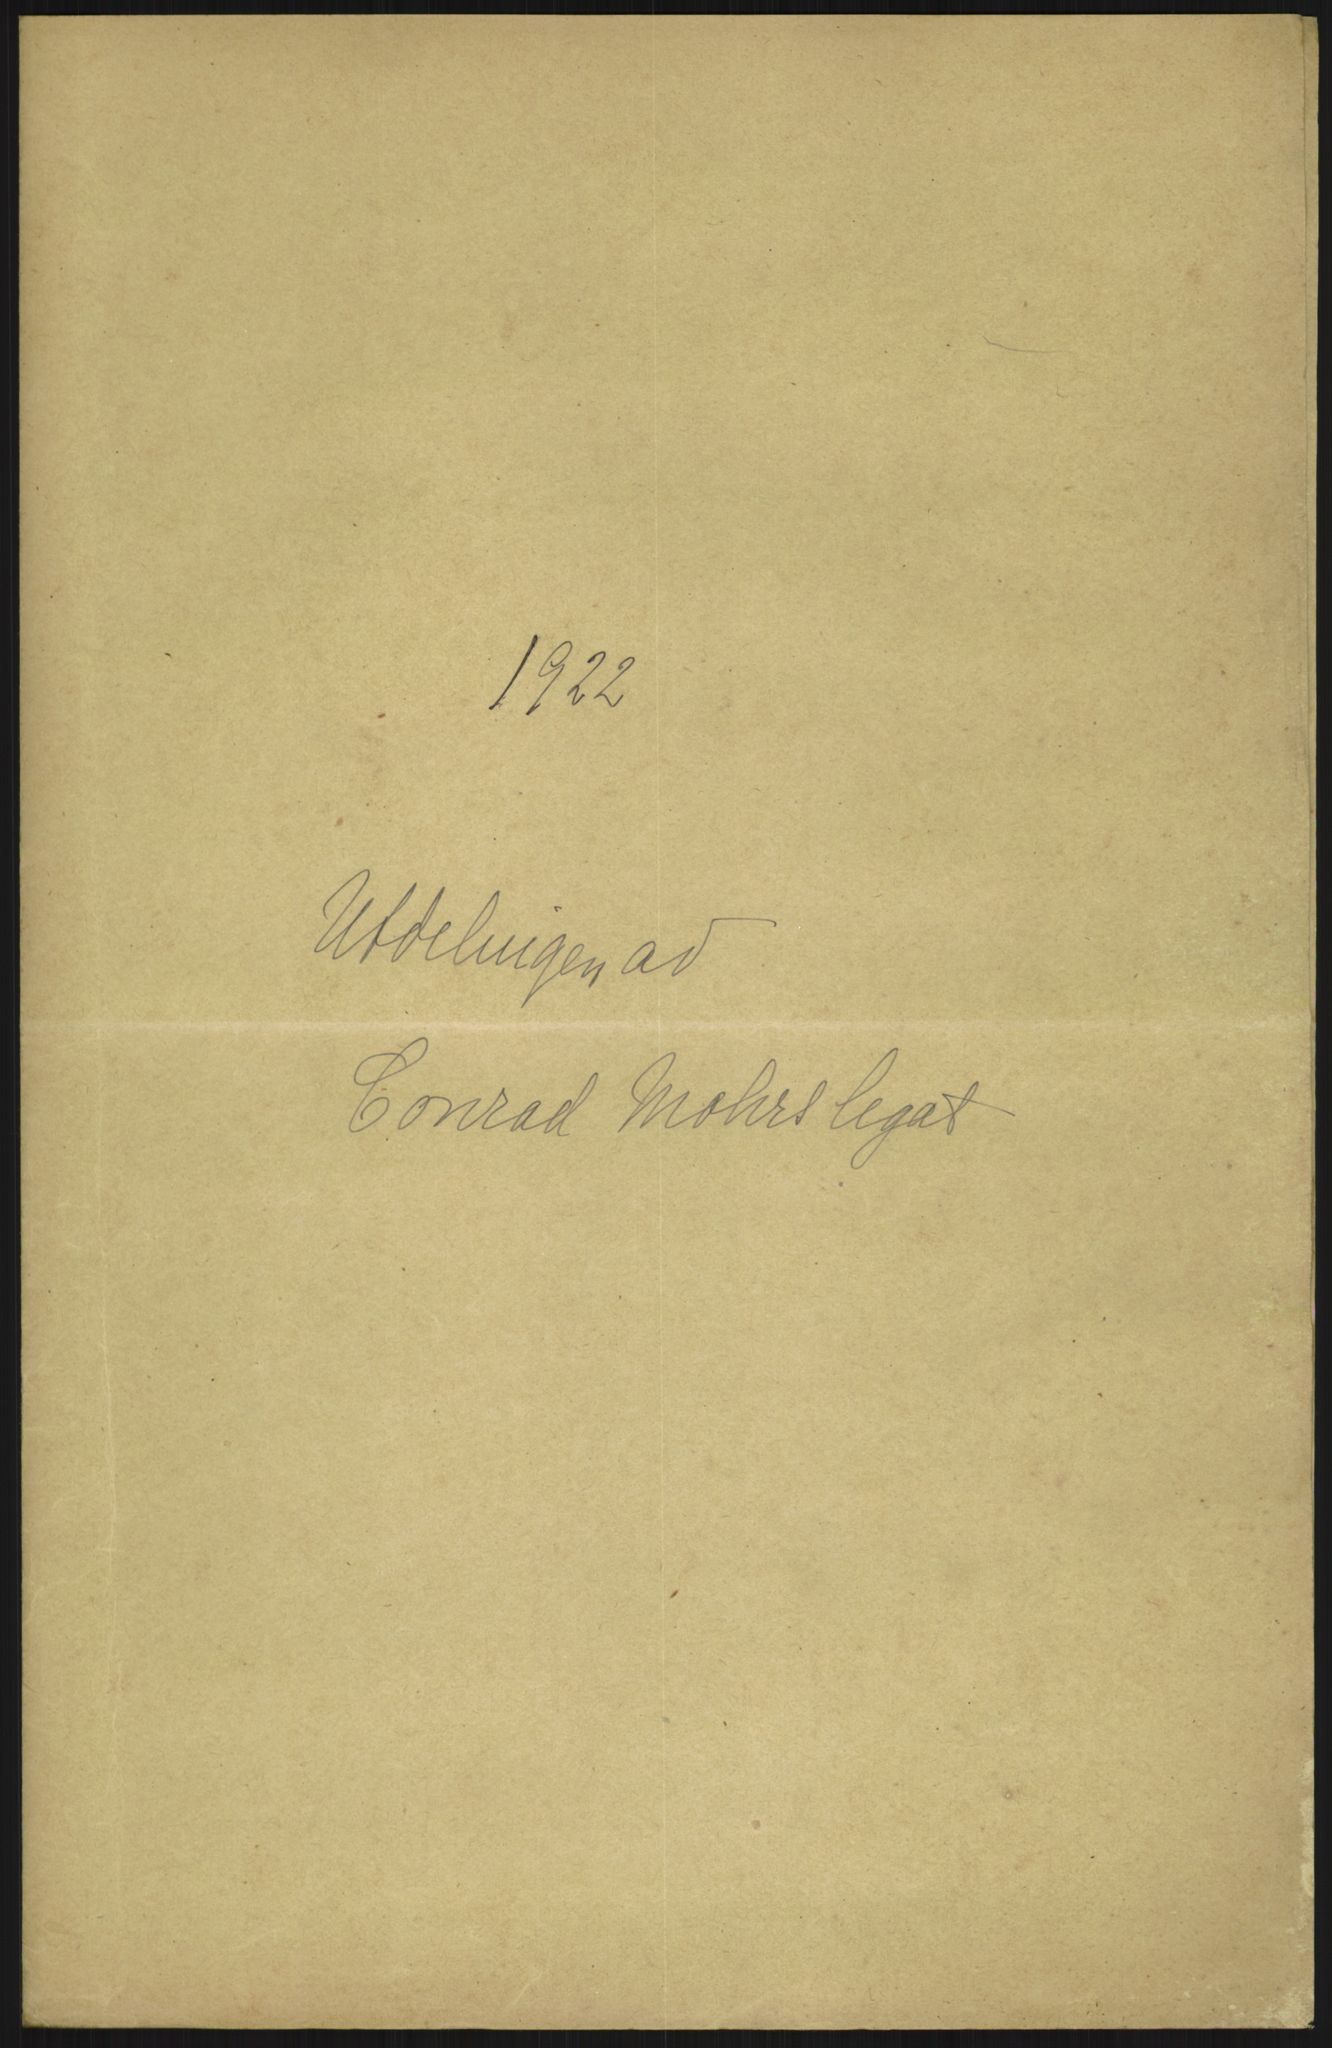 1922
Utdelingen av
Conrad Mohrs legat